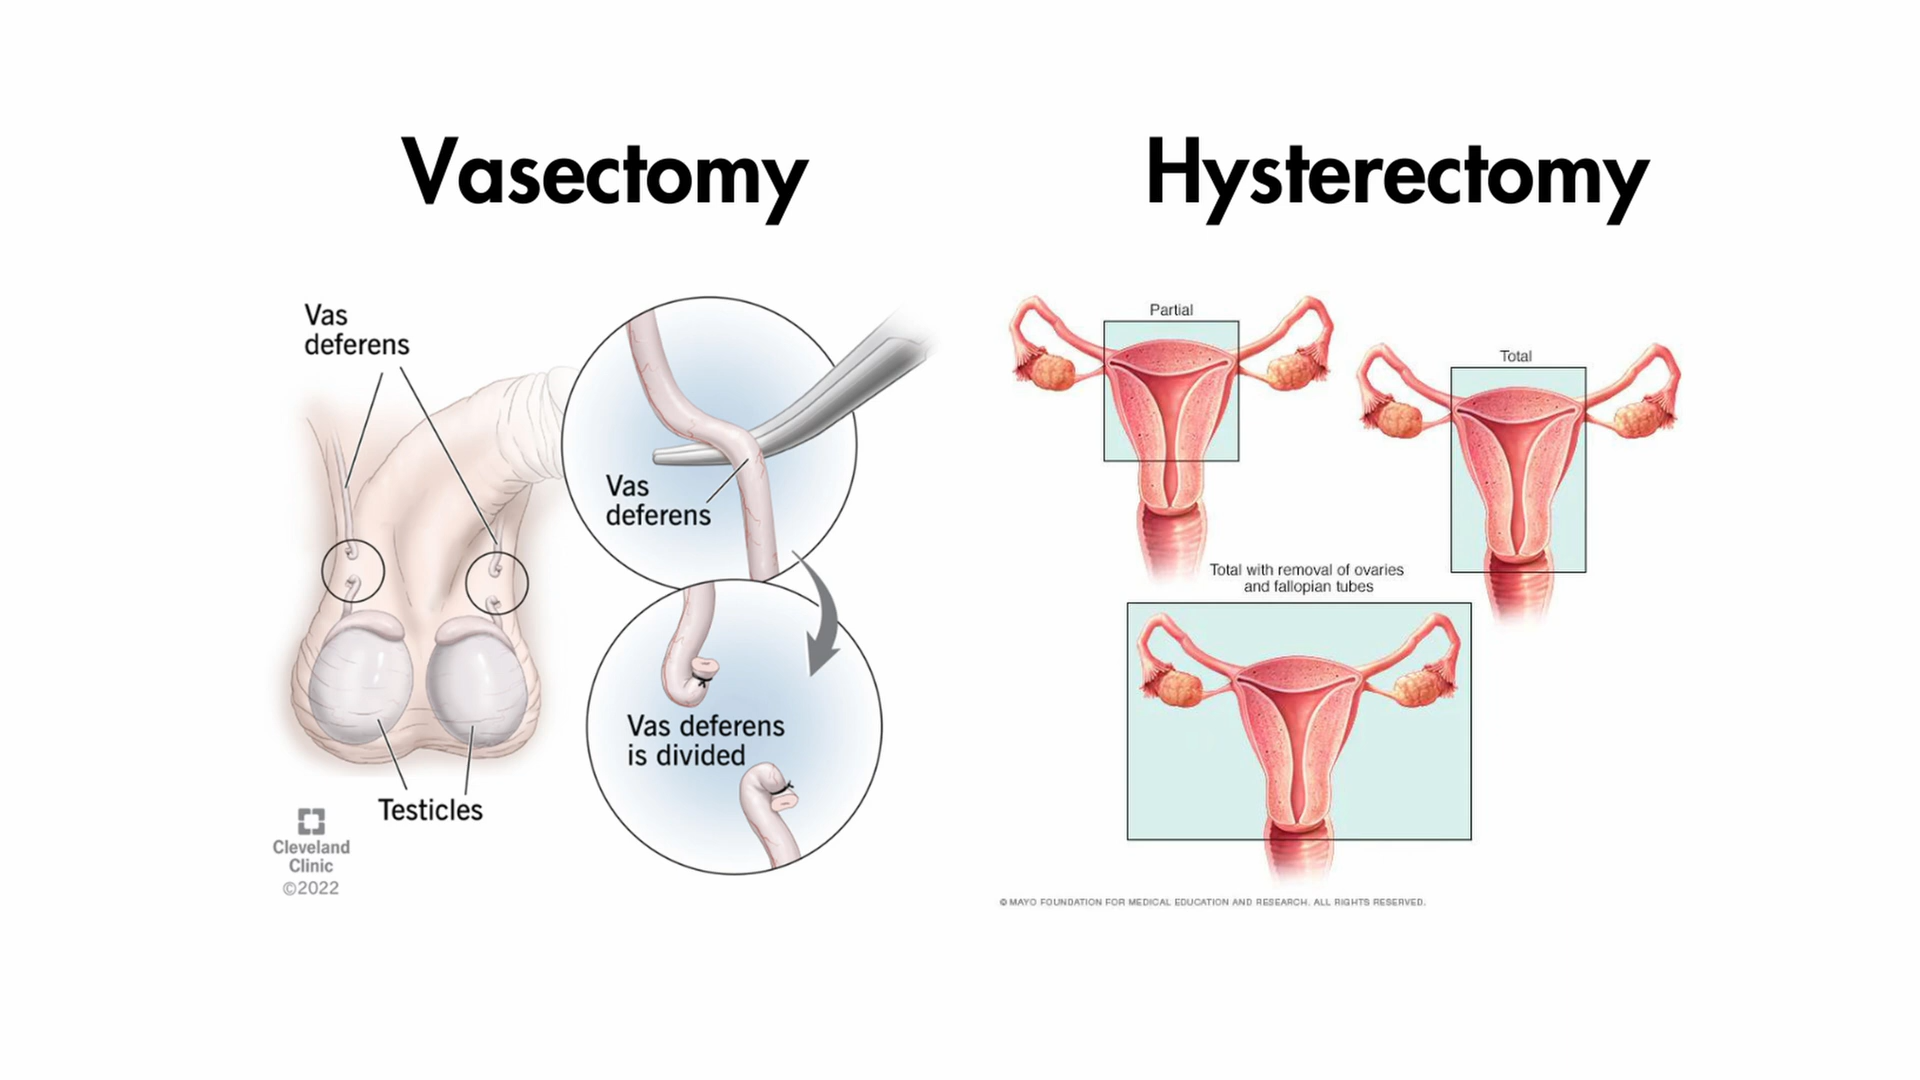 Vasectomy
Vas
deferens
Vas
deferens
Vas deferens
is divided
Testicles
Cleveland
Clinic
©2022
Hysterectomy
Partial
Total
Total with removal of ovaries
and fallopian tubes
© MAYO FOUNDATION FOR MEDICAL EDUCATION AND RESEARCH. ALL RIGHTS RESERVED.